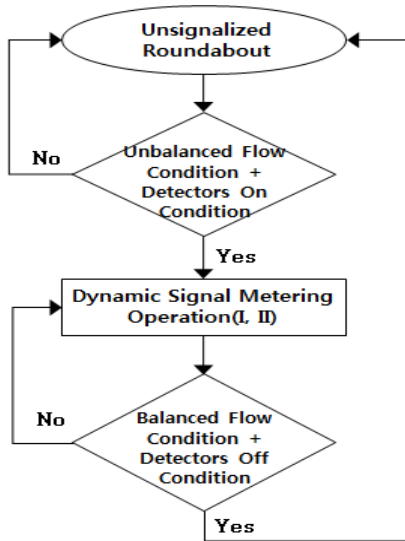 Unsignalized
Roundabout
No
Unbalanced Flow
Condition +
Detectors On
Condition
Yes
Dynamic Signal Metering
Operation(I, II)
No
Balanced Flow
Condition +
Detectors Off
Condition
Yes